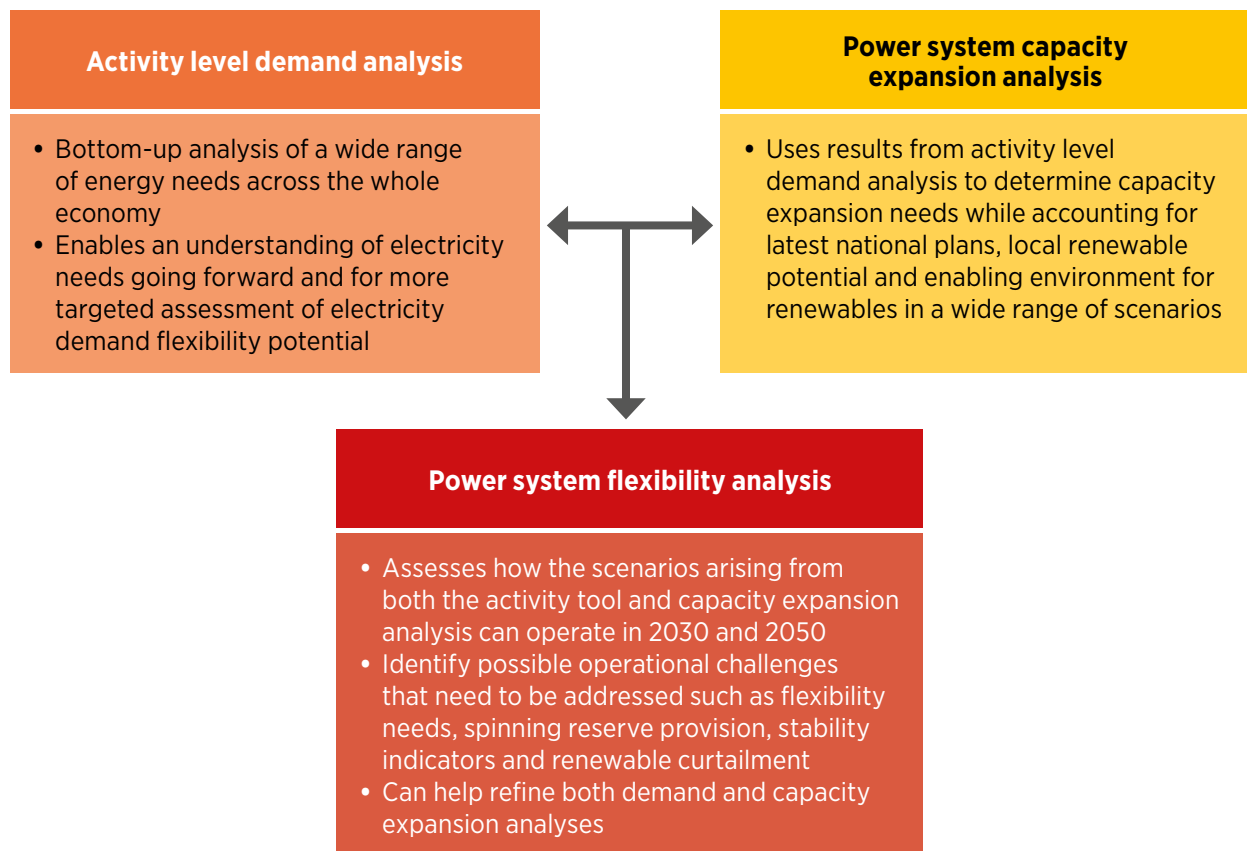 Activity level demand analysis
• Bottom-up analysis of a wide range
of energy needs across the whole
economy
• Enables an understanding of electricity
needs going forward and for more
targeted assessment of electricity
demand flexibility potential
Power system capacity
expansion analysis
• Uses results from activity level
demand analysis to determine capacity
expansion needs while accounting for
latest national plans, local renewable
potential and enabling environment for
renewables in a wide range of scenarios
Power system flexibility analysis
• Assesses how the scenarios arising from
both the activity tool and capacity expansion
analysis can operate in 2030 and 2050
• Identify possible operational challenges
that need to be addressed such as flexibility
needs, spinning reserve provision, stability
indicators and renewable curtailment
• Can help refine both demand and capacity
expansion analyses